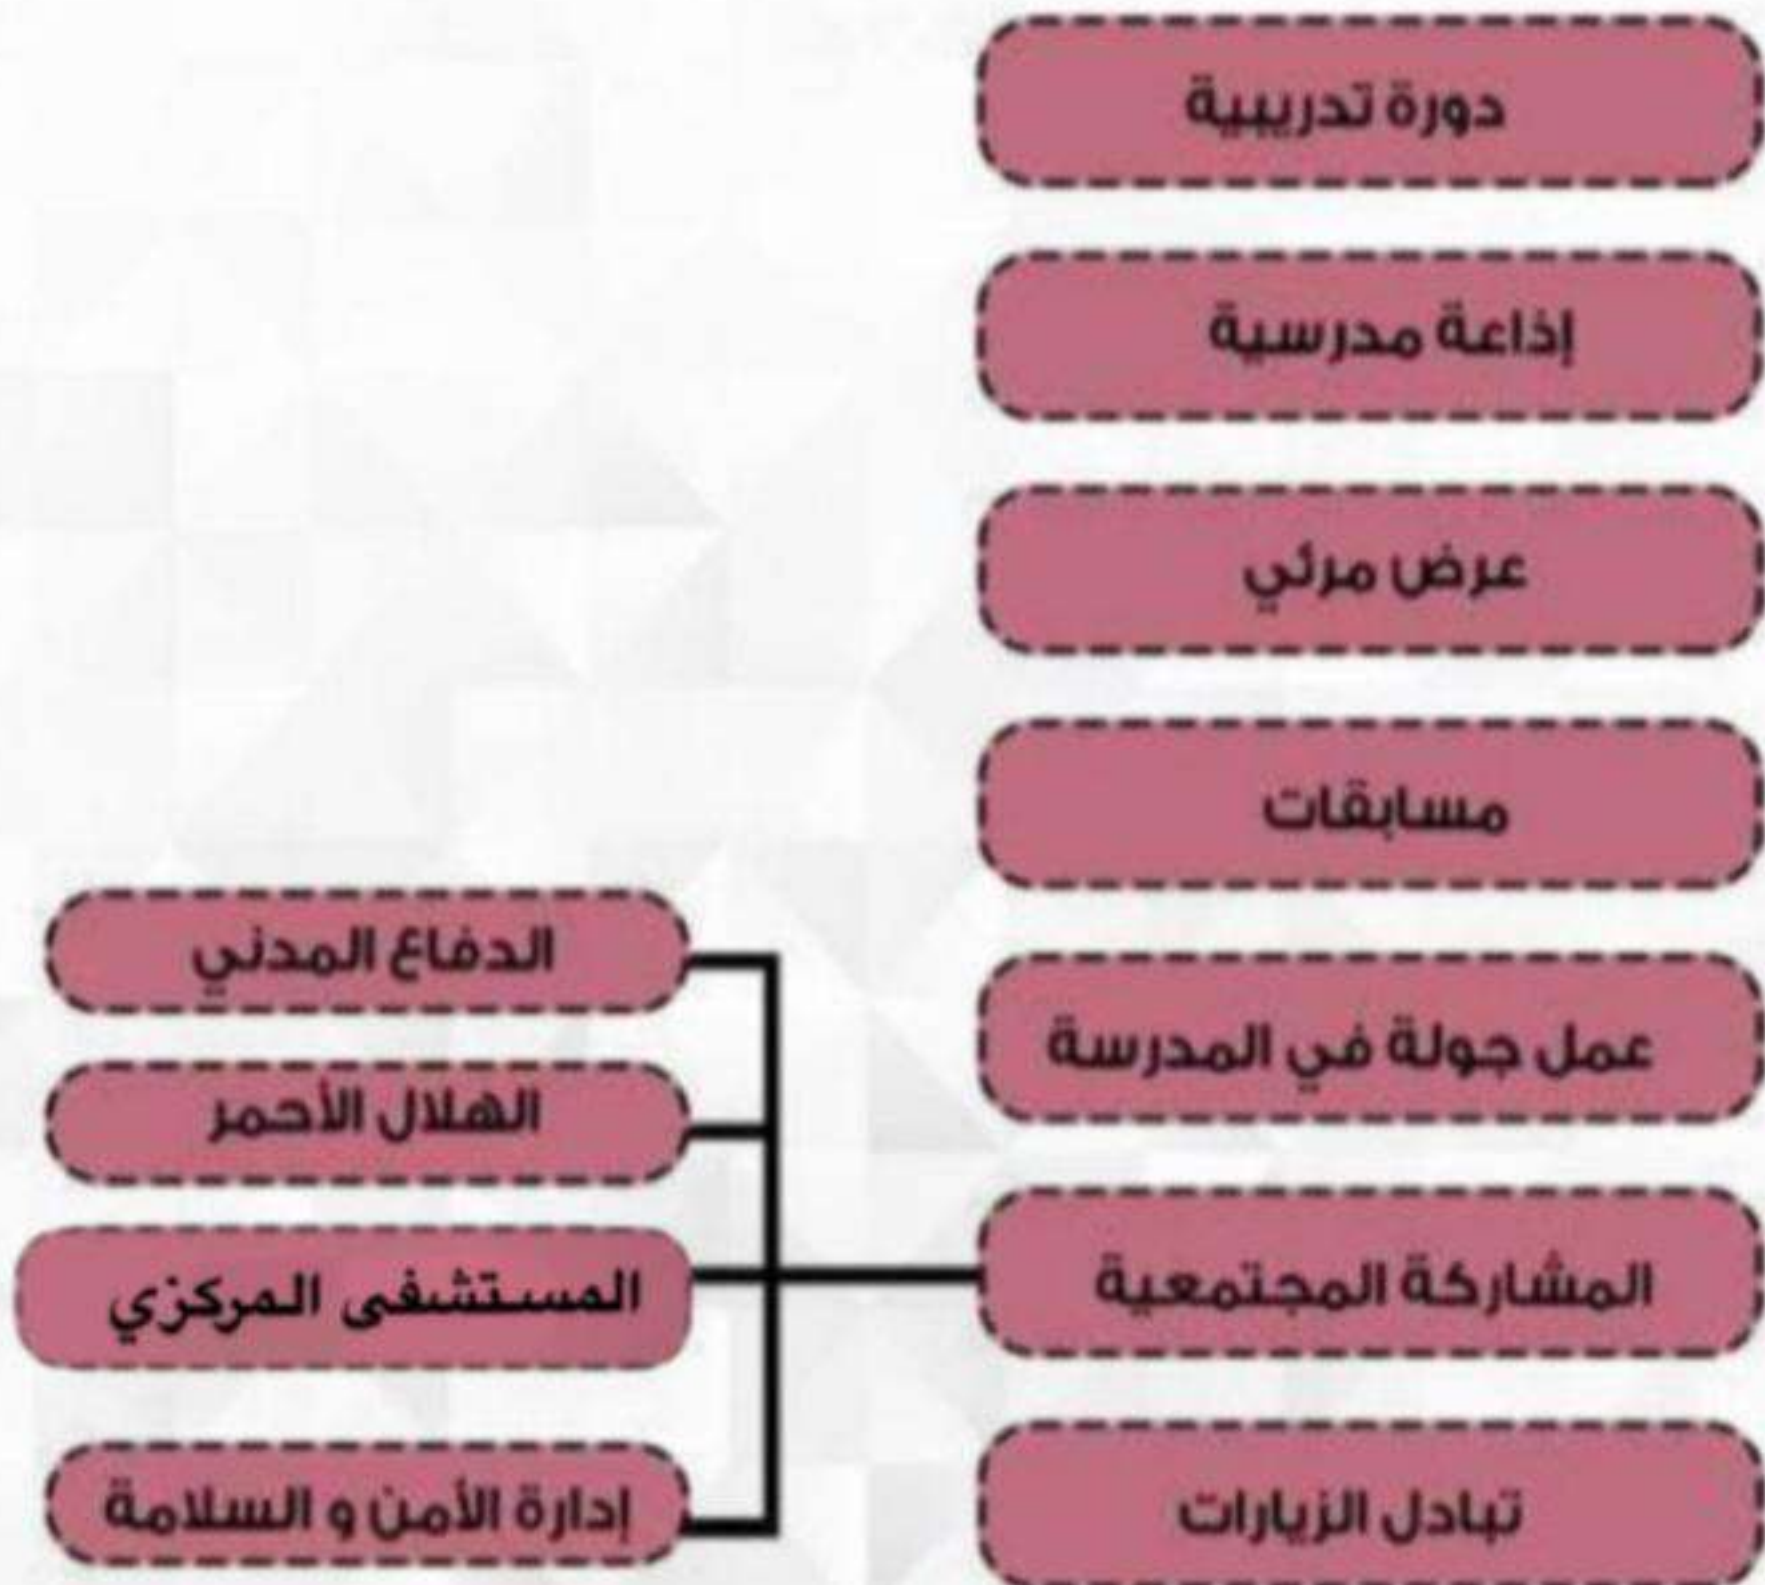 دورة تدريبية
إذاعة مدرسية
عرض مرئي
مسابقات
عمل جولة في المدرسة
المشاركة المجتمعية
الدفاع المدني
الهلال الأحمر
المستشفى المركزي
إدارة الأمن و السلامة
تبادل الزيارات